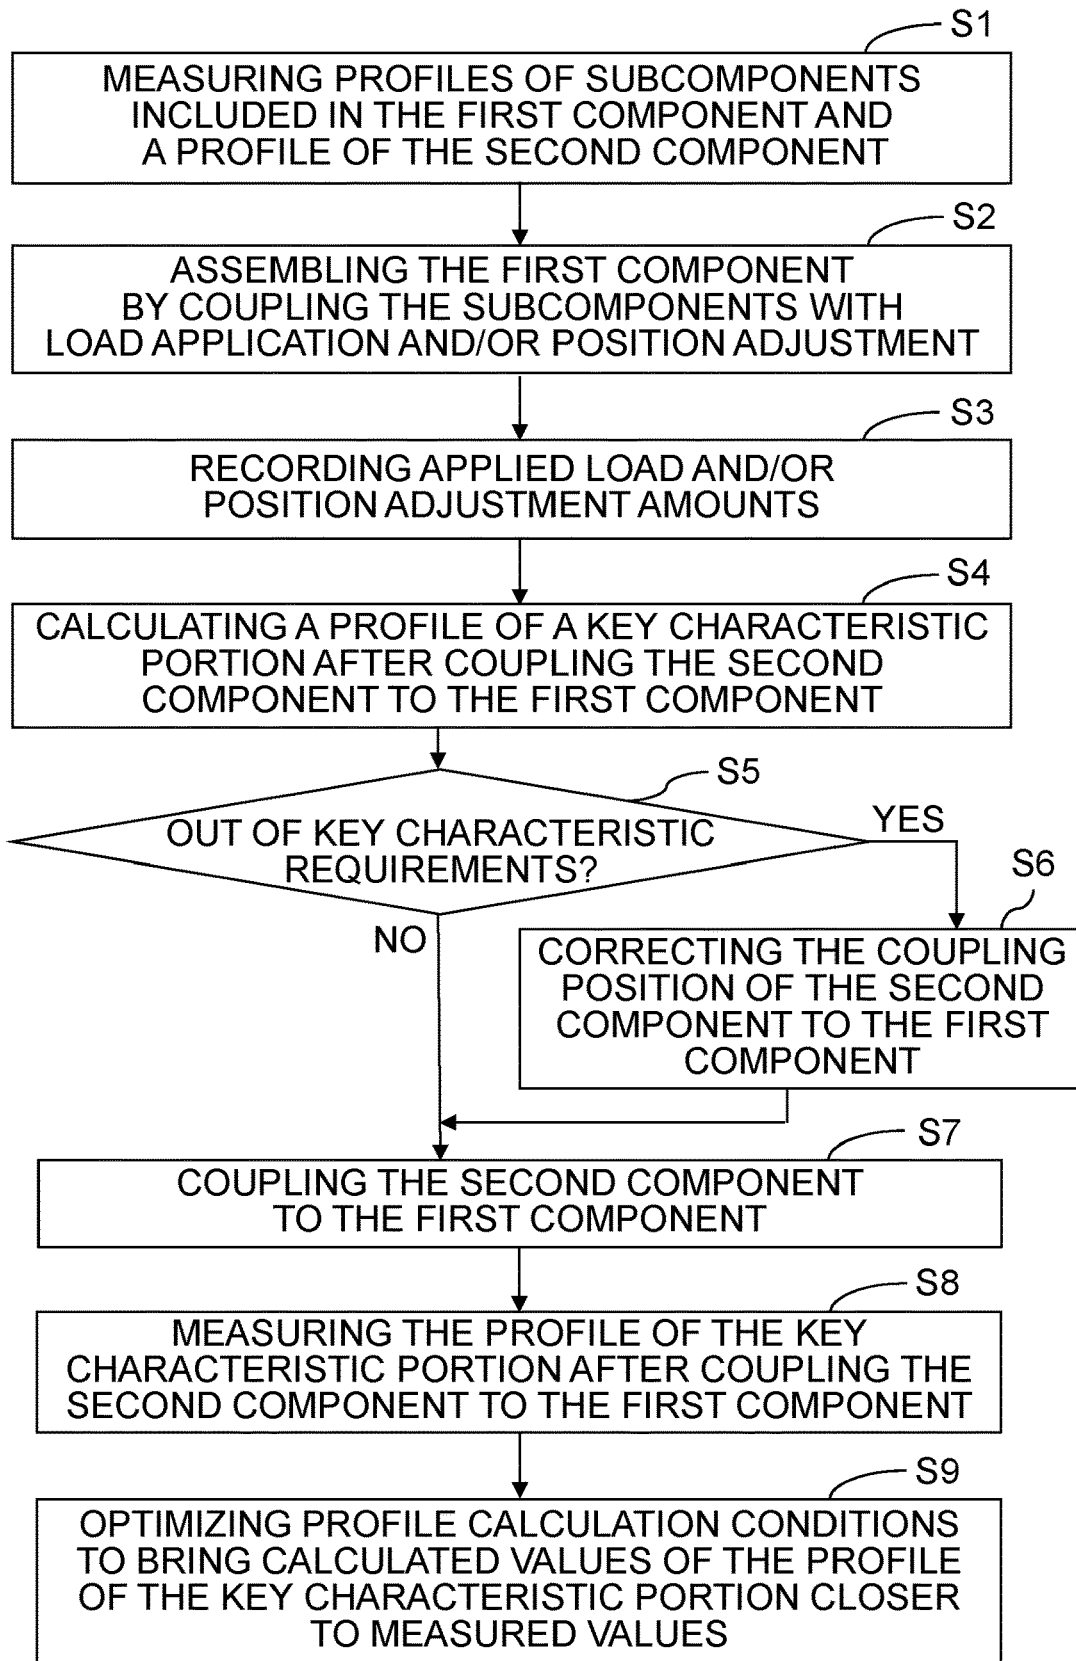 S1
MEASURING PROFILES OF SUBCOMPONENTS
INCLUDED IN THE FIRST COMPONENT AND
A PROFILE OF THE SECOND COMPONENT
S2
ASSEMBLING THE FIRST COMPONENT
BY COUPLING THE SUBCOMPONENTS WITH
LOAD APPLICATION AND/OR POSITION ADJUSTMENT
S3
RECORDING APPLIED LOAD AND/OR
POSITION ADJUSTMENT AMOUNTS
S4
CALCULATING A PROFILE OF A KEY CHARACTERISTIC
PORTION AFTER COUPLING THE SECOND
COMPONENT TO THE FIRST COMPONENT
S5
OUT OF KEY CHARACTERISTIC
REQUIREMENTS?
YES
NO
S6
CORRECTING THE COUPLING
POSITION OF THE SECOND
COMPONENT TO THE FIRST
COMPONENT
S7
COUPLING THE SECOND COMPONENT
TO THE FIRST COMPONENT
S8
MEASURING THE PROFILE OF THE KEY
CHARACTERISTIC PORTION AFTER COUPLING THE
SECOND COMPONENT TO THE FIRST COMPONENT
S9
OPTIMIZING PROFILE CALCULATION CONDITIONS
TO BRING CALCULATED VALUES OF THE PROFILE
OF THE KEY CHARACTERISTIC PORTION CLOSER
TO MEASURED VALUES